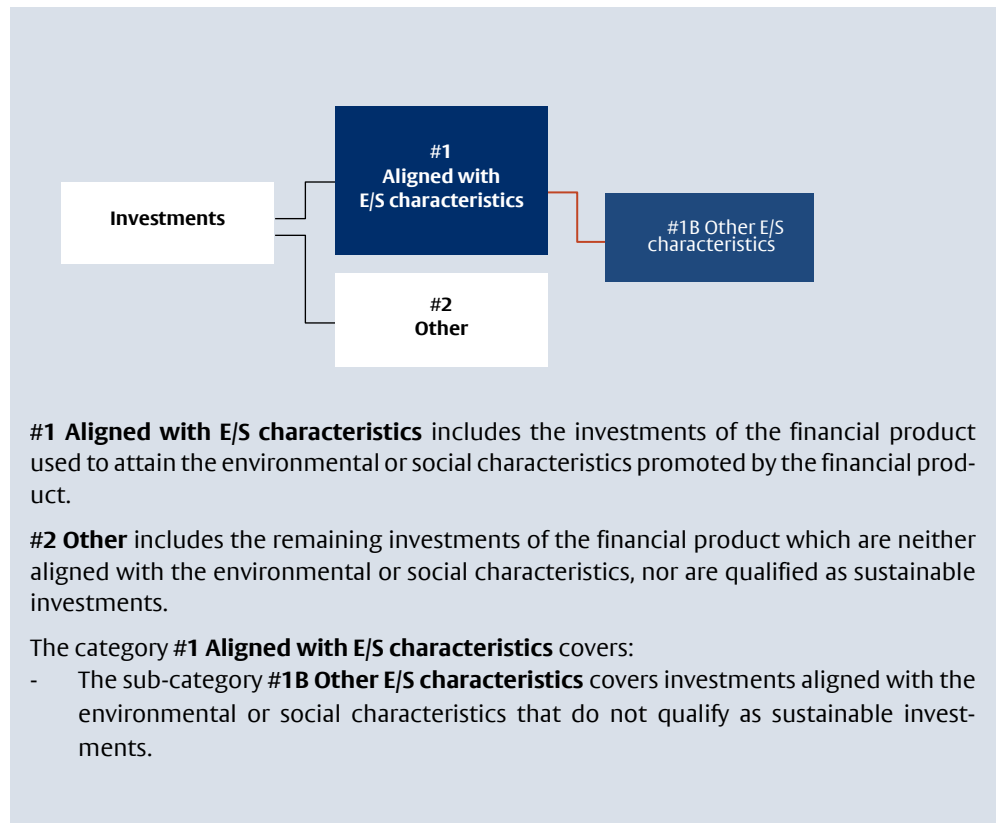 #1
Aligned with
E/S characteristics
Investments
#1B Other E/S
characteristics
#2
Other
#1 Aligned with E/S characteristics includes the investments of the financial product
used to attain the environmental or social characteristics promoted by the financial prod-
uct.
#2 Other includes the remaining investments of the financial product which are neither
aligned with the environmental or social characteristics, nor are qualified as sustainable
investments.
The category #1 Aligned with E/S characteristics covers:
- The sub-category #1B Other E/S characteristics covers investments aligned with the
environmental or social characteristics that do not qualify as sustainable invest-
ments.